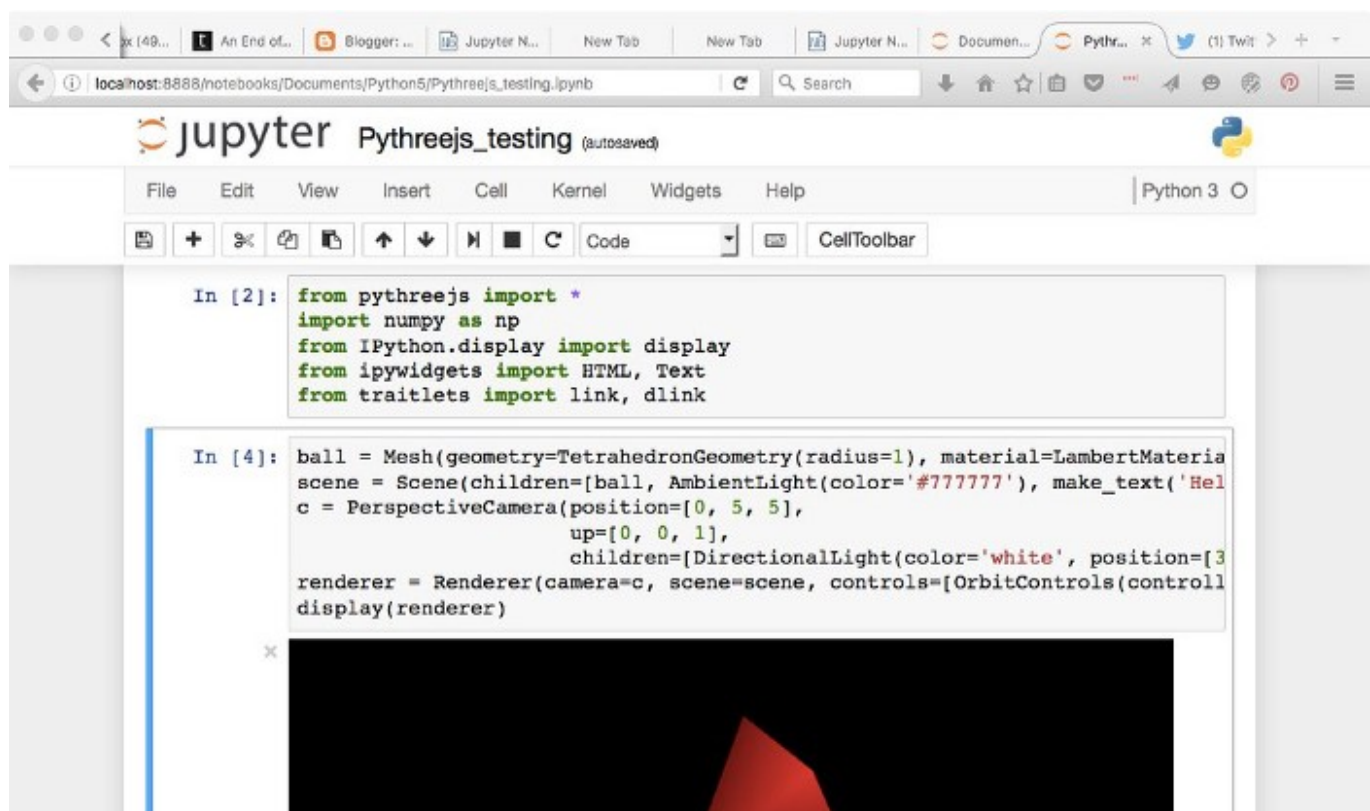 ox (49...
An End of...
Blogger: ...
Jupyter N...
New Tab
New Tab
Jupyter N...
Documen...
Pythr...
(1) Twit
localhost:8888/notebooks/Documents/Python5/Pythreejs_testing.ipynb
Search
jupyter Pythreejs_testing (autosaved)
File Edit View Insert Cell Kernel Widgets Help Python 3
Code CellToolbar
In [2]: from pythreejs import *
import numpy as np
from IPython.display import display
from ipywidgets import HTML, Text
from traitlets import link, dlink
In [4]: ball = Mesh(geometry=TetrahedronGeometry(radius=1), material=LambertMateria
scene = Scene(children=[ball, AmbientLight(color='#777777'), make_text('Hel
c = PerspectiveCamera(position=[0, 5, 5],
up=[0, 0, 1],
children=[DirectionalLight(color='white', position=[3
renderer = Renderer(camera=c, scene=scene, controls=[OrbitControls(controll
display(renderer)